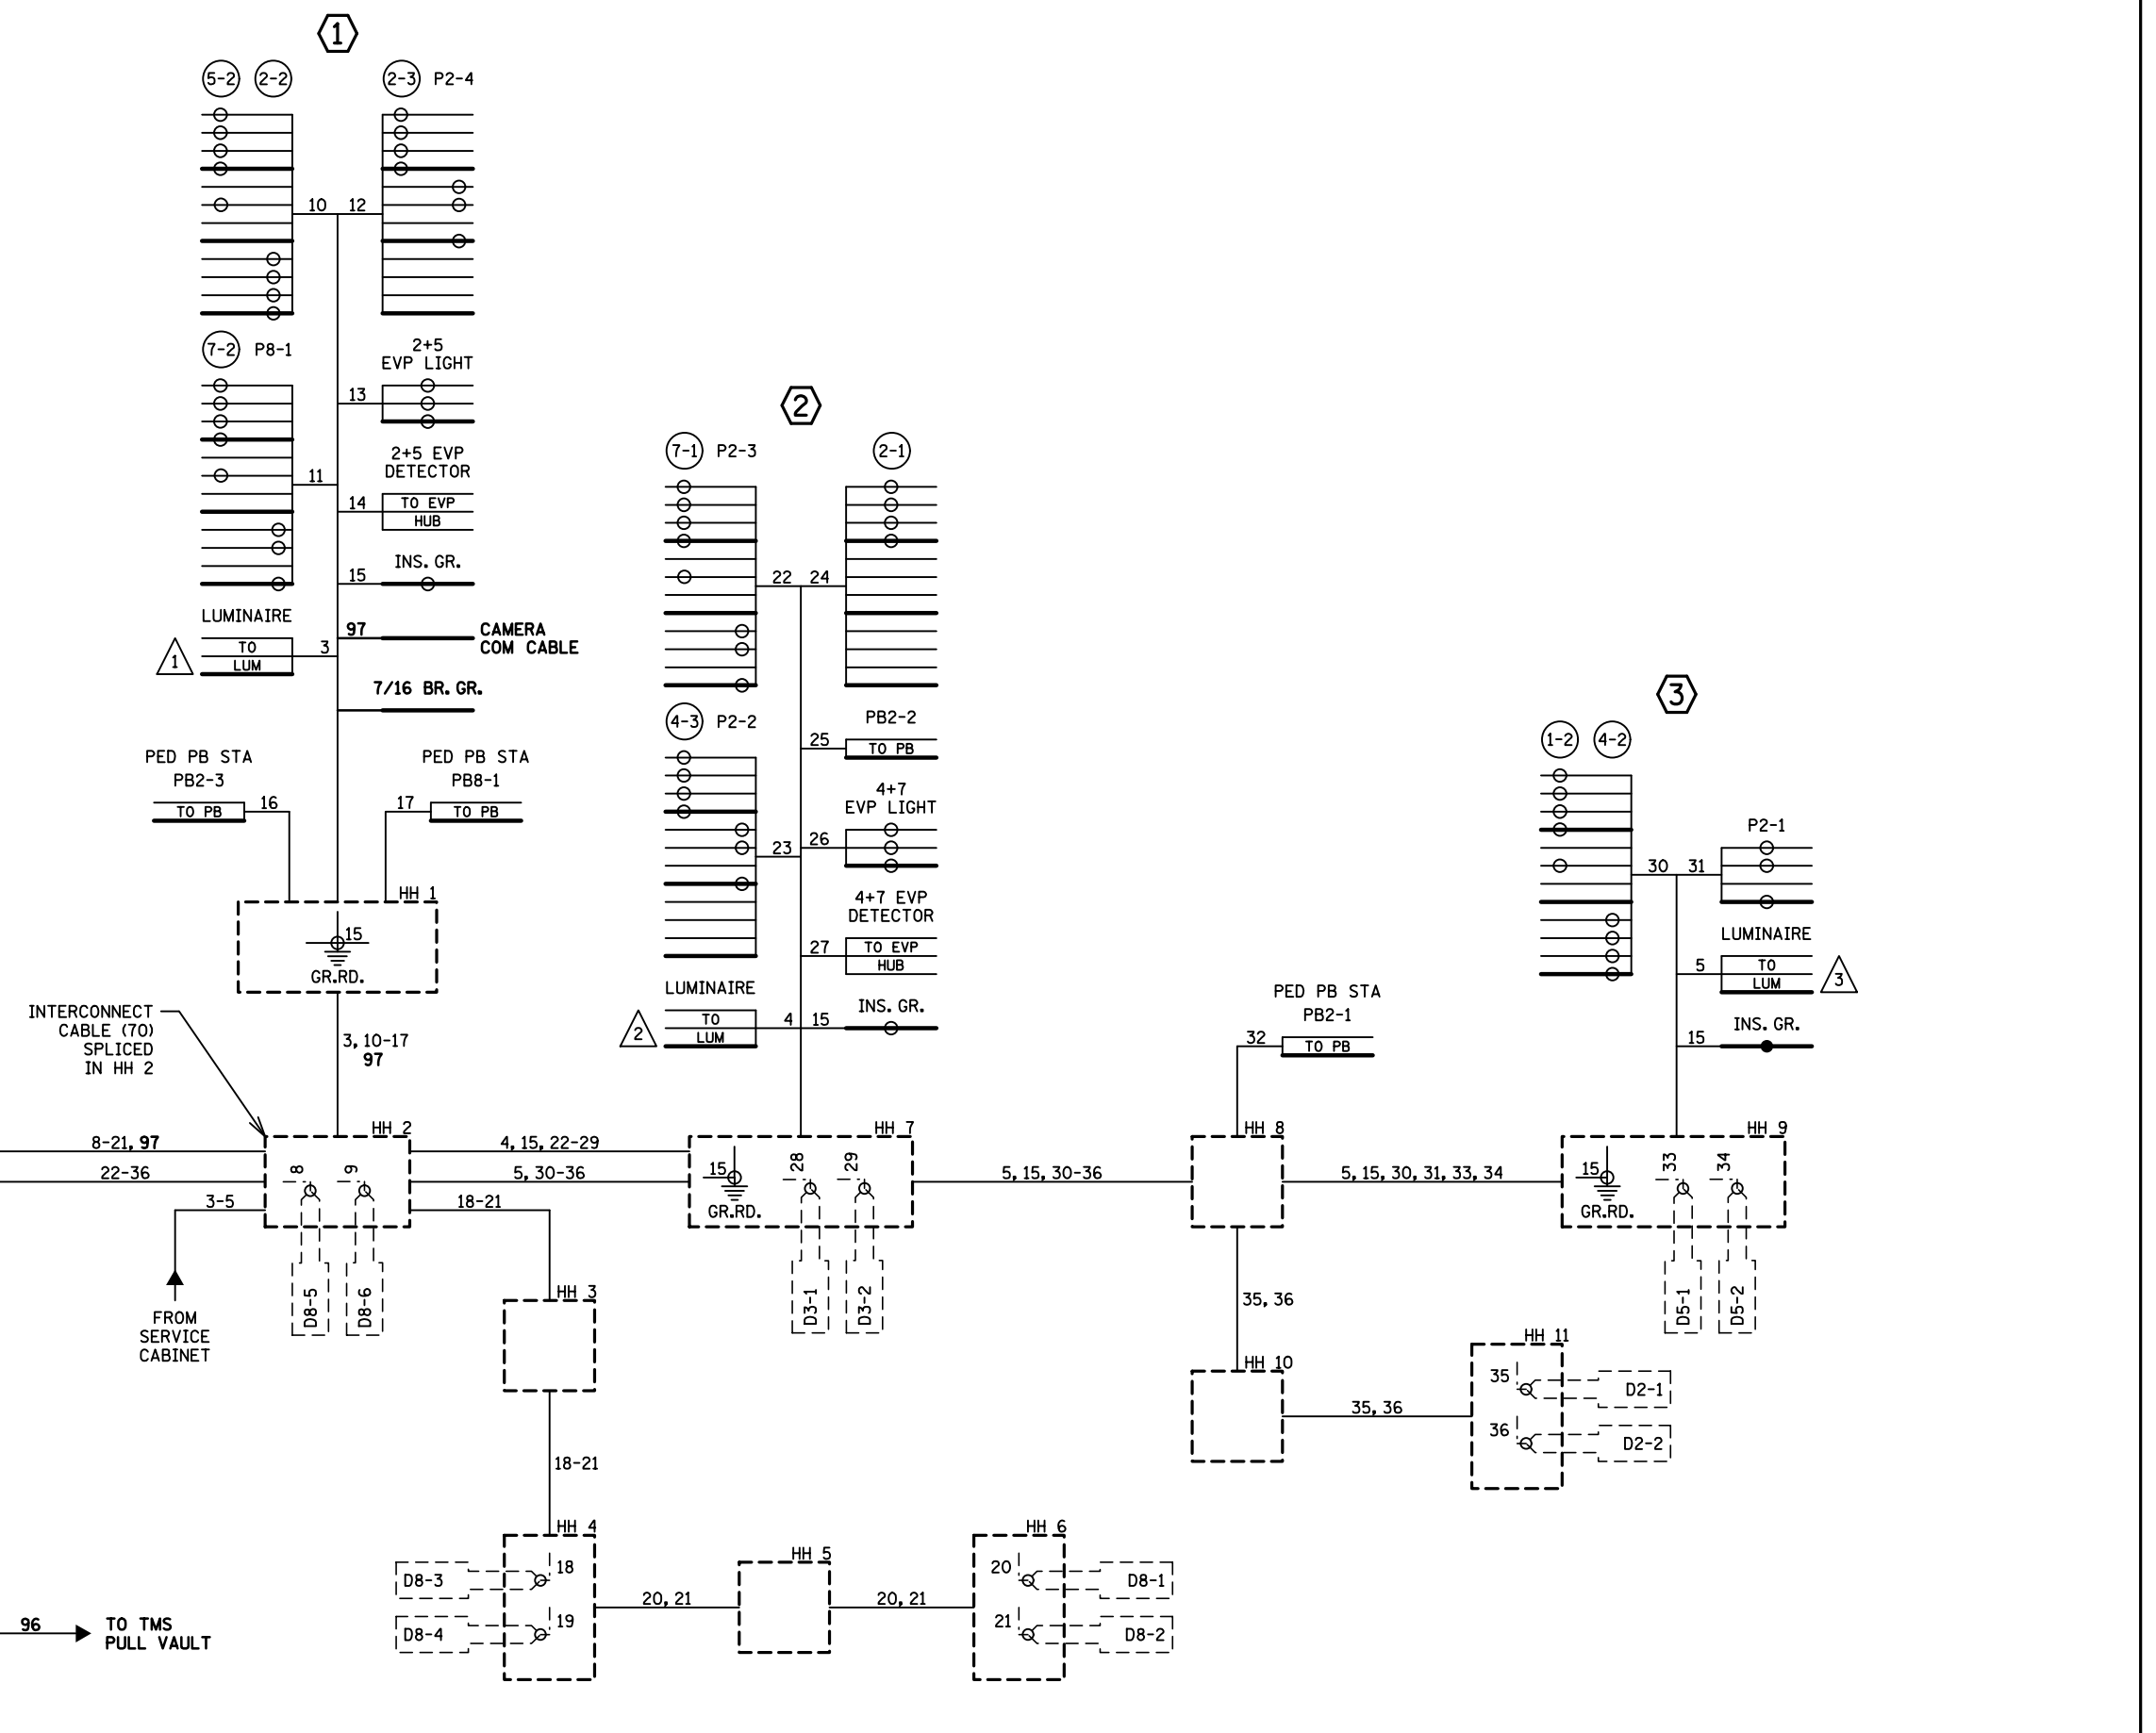 1
5-2 2-2 2-3 P2-4
10 12
7-2 P8-1
2+5
EVP LIGHT
13
11
2+5 EVP
DETECTOR
14 TO EVP
HUB
INS. GR.
15
LUMINAIRE
1 TO
LUM 3
97 CAMERA
COM CABLE
7/16 BR. GR.
PED PB STA
PB2-3
TO PB 16
PED PB STA
PB8-1
17 TO PB
HH 1
15
GR.RD.
INTERCONNECT
CABLE (70)
SPLICED
IN HH 2
3, 10-17
97
2
7-1 P2-3 2-1
22 24
4-3 P2-2
23
PB2-2
25 TO PB
4+7
EVP LIGHT
26
4+7 EVP
DETECTOR
27 TO EVP
HUB
LUMINAIRE
2 TO
LUM 4
INS. GR.
15
3
1-2 4-2
30 31
P2-1
LUMINAIRE
5 TO
LUM 3
INS. GR.
15
PED PB STA
PB2-1
32 TO PB
8-21, 97
22-36
3-5
FROM
SERVICE
CABINET
HH 2
8 9
D8-5 D8-6
4, 15, 22-29
5, 30-36
18-21
HH 7
15
GR.RD.
28 29
D3-1 D3-2
5, 15, 30-36
HH 8
5, 15, 30, 31, 33, 34
HH 9
15
GR.RD.
33 34
D5-1 D5-2
HH 3
18-21
35, 36
HH 10
35, 36
HH 11
35 D2-1
36 D2-2
HH 4
D8-3 18
D8-4 19
20, 21
HH 5
20, 21
HH 6
20 D8-1
21 D8-2
96 TO TMS
PULL VAULT